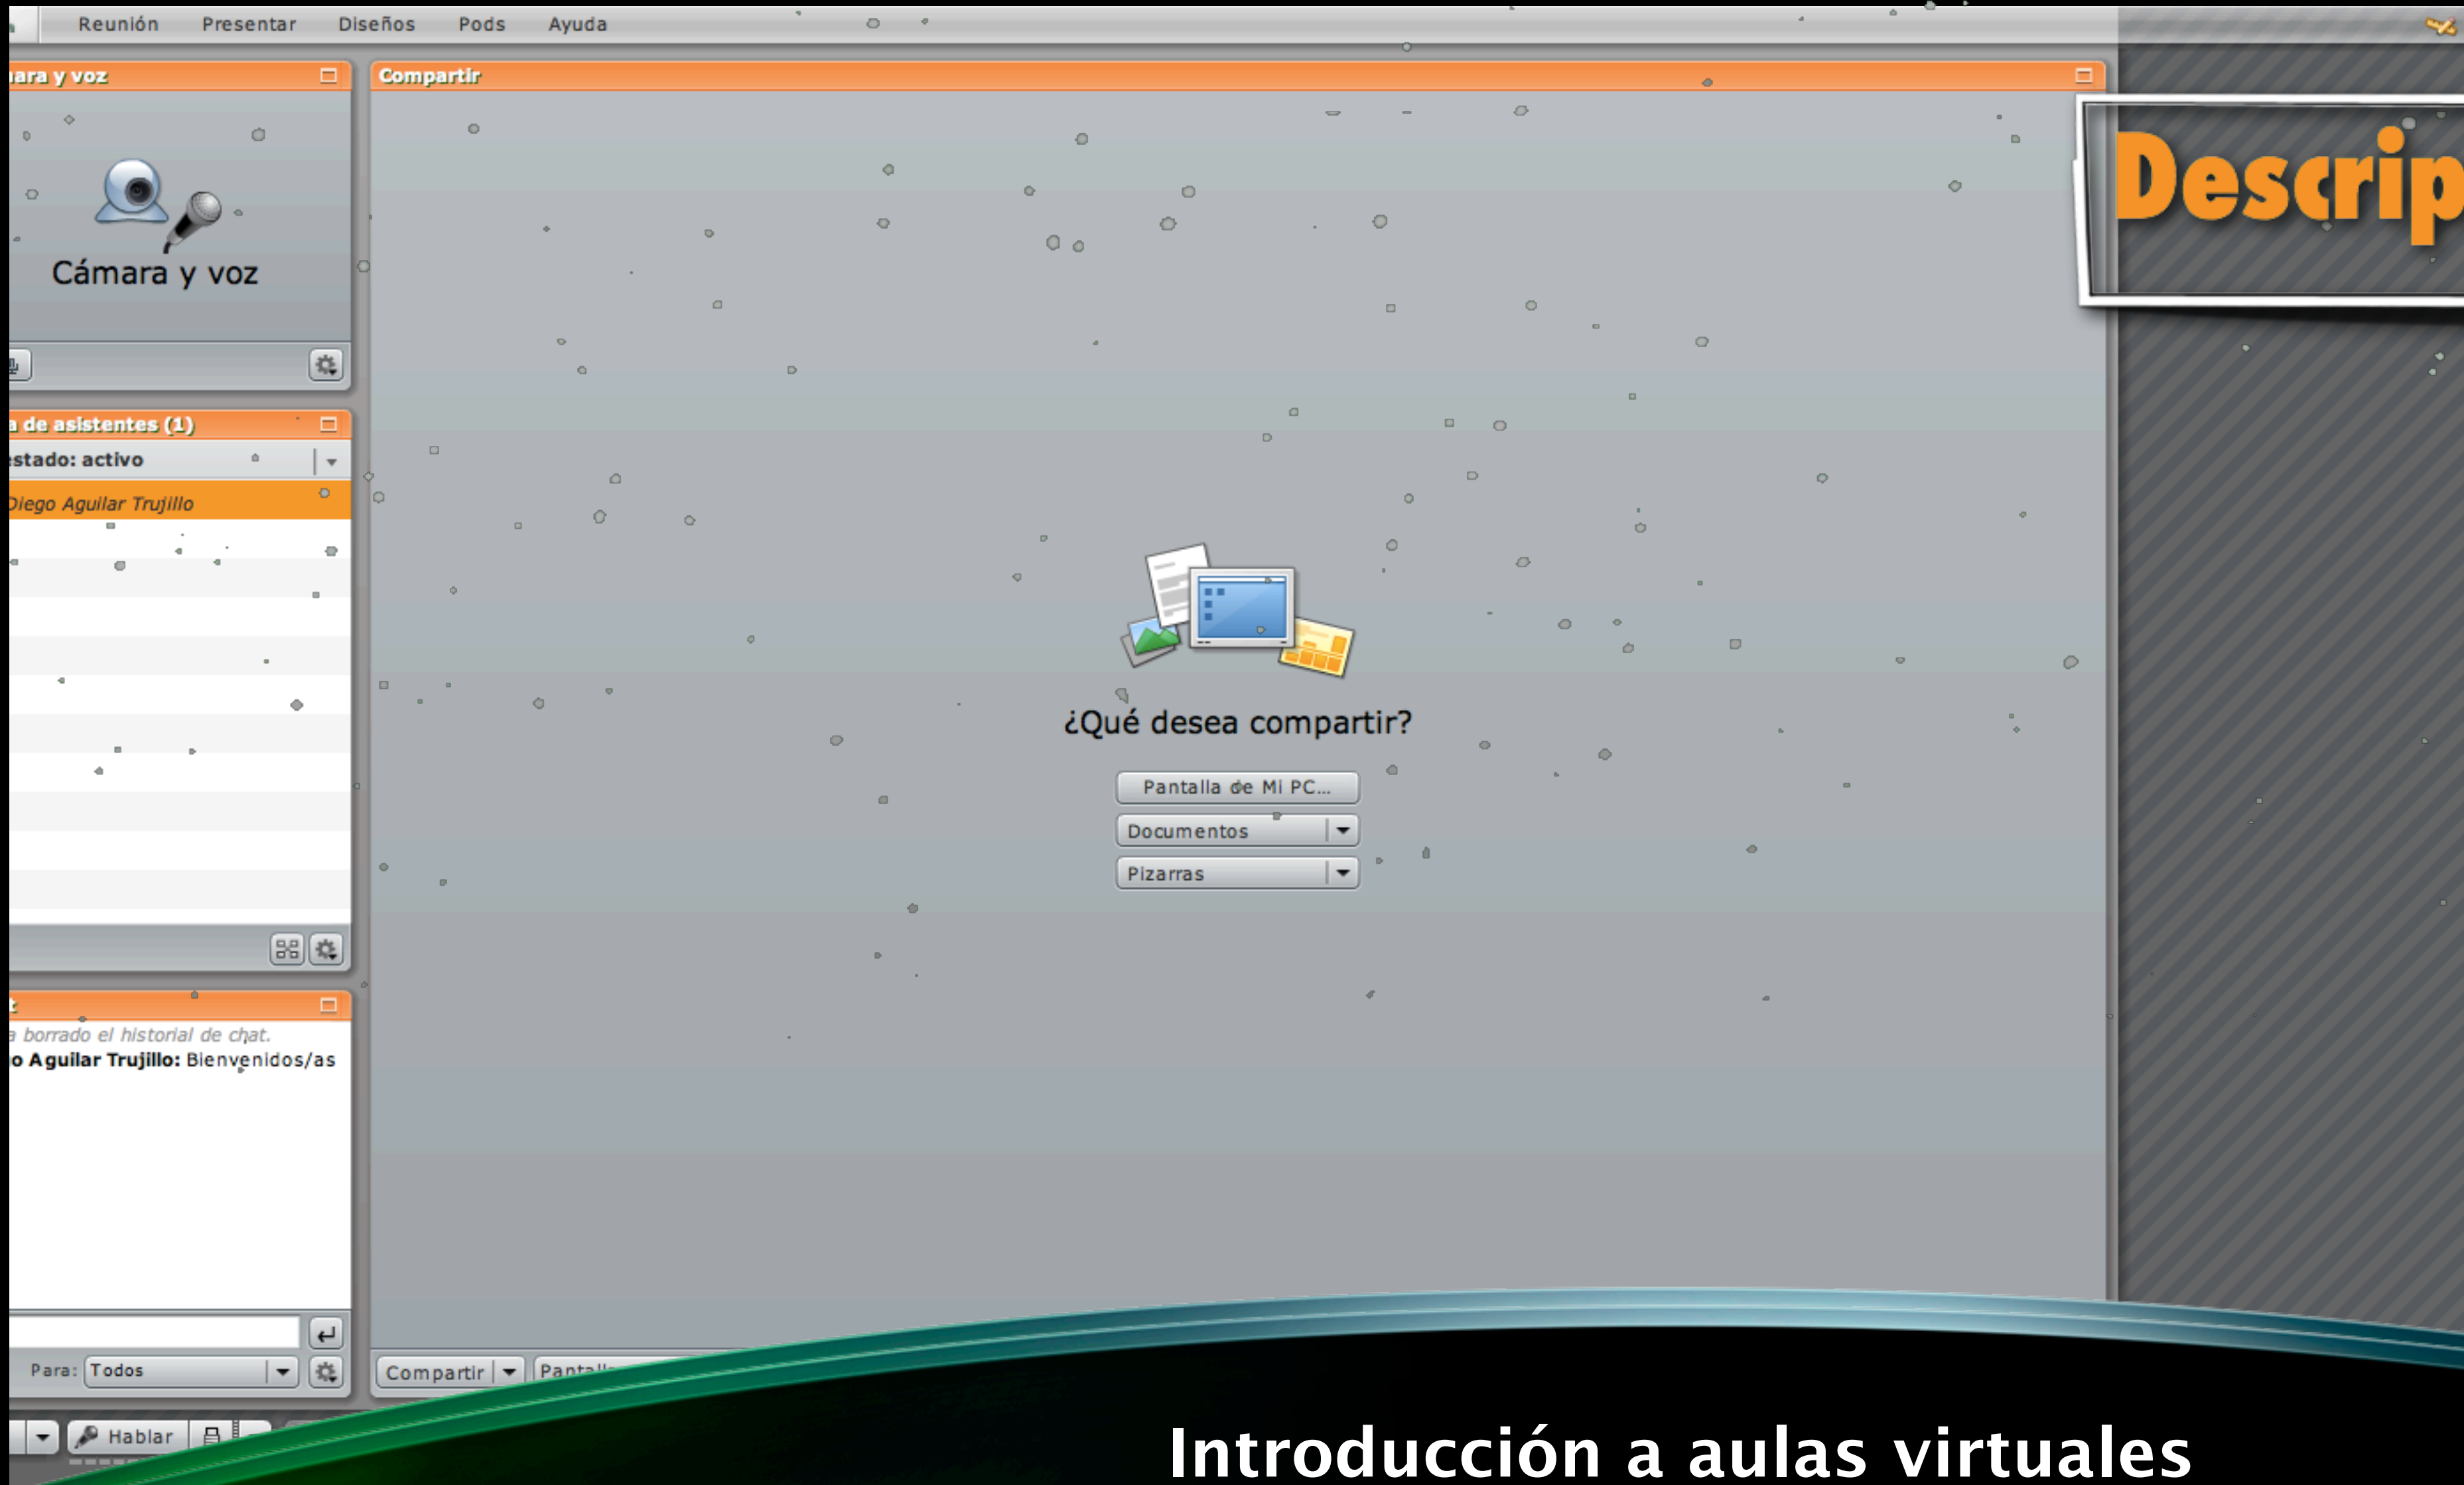 Reunión Presentar Diseños Pods Ayuda
ara y voz
Compartir
Descrip
Cámara y voz
de asistentes (1)
estado: activo
Diego Aguilar Trujillo
¿Qué desea compartir?
Pantalla de Mi PC...
Documentos
Pizarras
borrado el historial de chat.
o Aguilar Trujillo: Bienvenidos/as
Para: Todos
Compartir
Hablar
Introducción a aulas virtuales